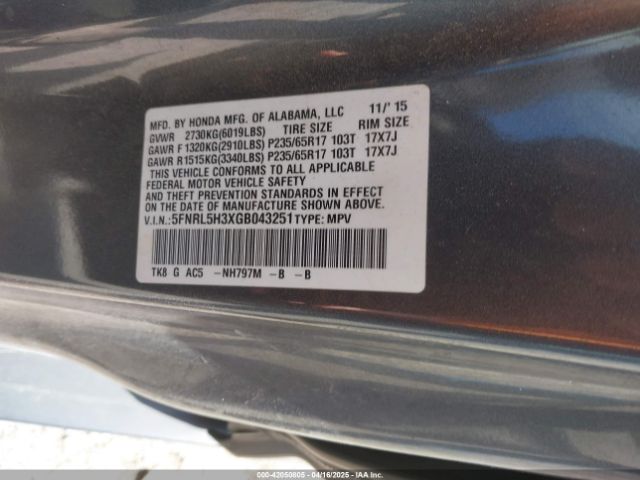 MFD. BY HONDA MFG. OF ALABAMA, LLC 11/'15
GVWR 2730KG(6019LBS) TIRE SIZE RIM SIZE
GAWR F 1320KG(2910LBS) P235/65R17 103T 17X7J
GAWR R1515KG(3340LBS) P235/65R17 103T 17X7J
THIS VEHICLE CONFORMS TO ALL APPLICABLE
FEDERAL MOTOR VEHICLE SAFETY
AND THEFT PREVENTION STANDARDS IN EFFECT
ON THE DATE OF MANUFACTURE SHOWN ABOVE.
V.I.N.:5FNRL5H3XGB043251 TYPE: MPV
TK8 G AC5 -NH797M -B -B
000-42050805 - 04/16/2025 - IAAI.COM